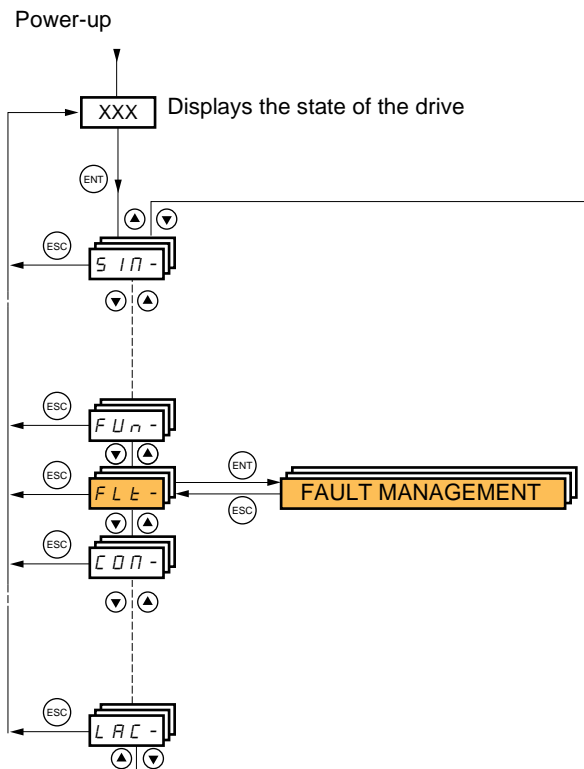 Power-up
XXX Displays the state of the drive
ENT
ESC
SIM-
ESC
FUn-
ESC
FLt-
ENT
ESC
FAULT MANAGEMENT
ESC
COM-
ESC
LAC-